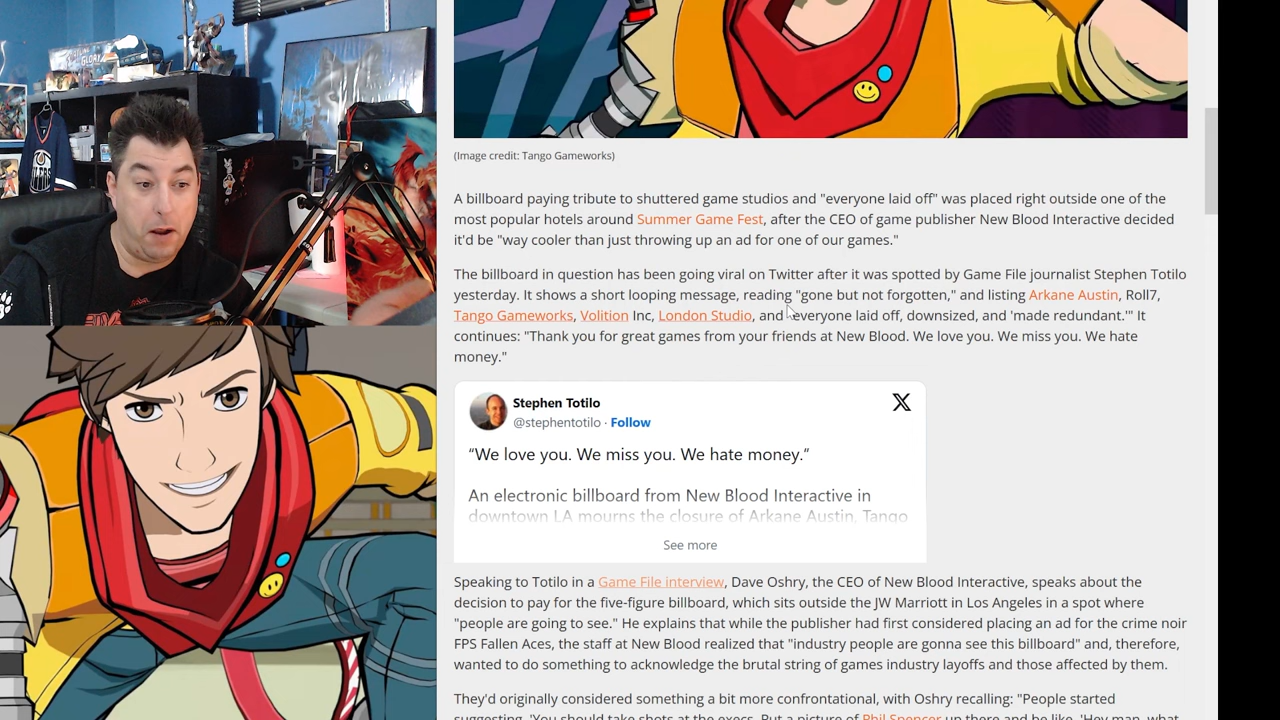 GLORY
OILERS
(Image credit: Tango Gameworks)
A billboard paying tribute to shuttered game studios and "everyone laid off" was placed right outside one of the
most popular hotels around Summer Game Fest, after the CEO of game publisher New Blood Interactive decided
it'd be "way cooler than just throwing up an ad for one of our games."
The billboard in question has been going viral on Twitter after it was spotted by Game File journalist Stephen Totilo
yesterday. It shows a short looping message, reading "gone but not forgotten," and listing Arkane Austin, Roll7,
Tango Gameworks, Volition Inc, London Studio, and "everyone laid off, downsized, and 'made redundant.'" It
continues: "Thank you for great games from your friends at New Blood. We love you. We miss you. We hate
money."
Stephen Totilo
@stephentotilo · Follow
“We love you. We miss you. We hate money.”
An electronic billboard from New Blood Interactive in
downtown LA mourns the closure of Arkane Austin, Tango
See more
Speaking to Totilo in a Game File interview, Dave Oshry, the CEO of New Blood Interactive, speaks about the
decision to pay for the five-figure billboard, which sits outside the JW Marriott in Los Angeles in a spot where
"people are going to see." He explains that while the publisher had first considered placing an ad for the crime noir
FPS Fallen Aces, the staff at New Blood realized that "industry people are gonna see this billboard" and, therefore,
wanted to do something to acknowledge the brutal string of games industry layoffs and those affected by them.
They'd originally considered something a bit more confrontational, with Oshry recalling: "People started
suggesting, 'You should take shots at the execs. Put a picture of Phil Spencer up there and be like, 'Hey man, what